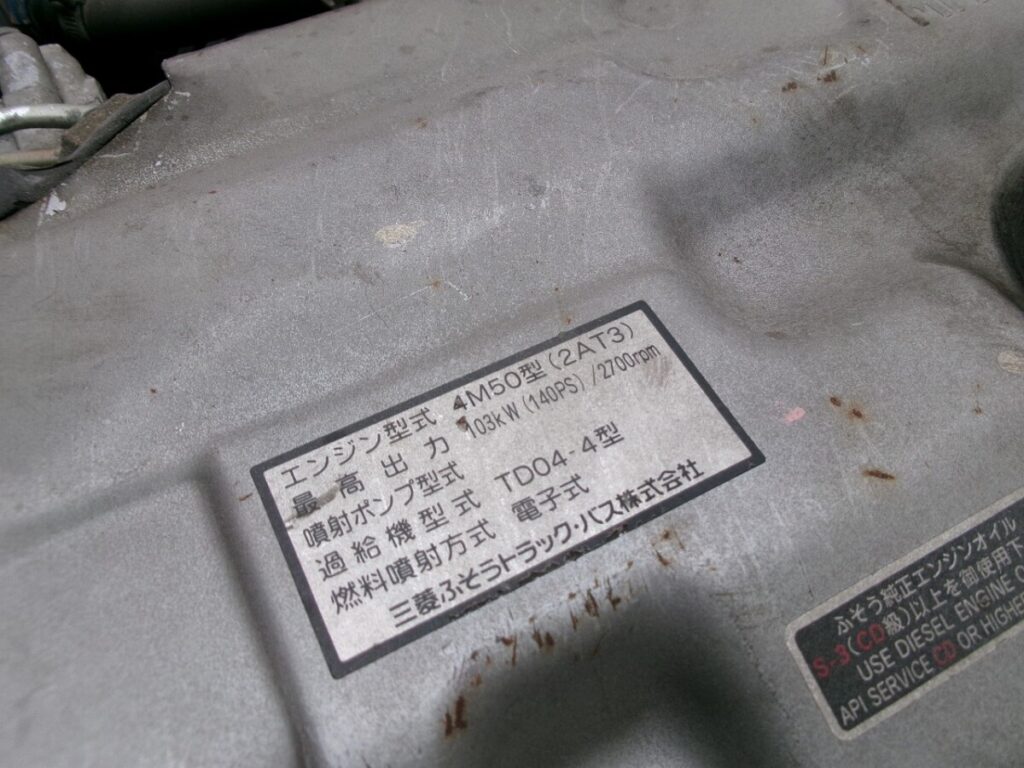 エンジン型式 4M50型(2AT3)
最高出力 103kW(140PS)/2700rpm
噴射ポンプ型式
過給機型式 TD04-4型
燃料噴射方式 電子式
三菱ふそうトラック・バス株式会社
ふそう純正エンジンオイル
S-3(CD級)以上を御使用下
USE DIESEL ENGINE
API SERVICE CD OR HIGHE